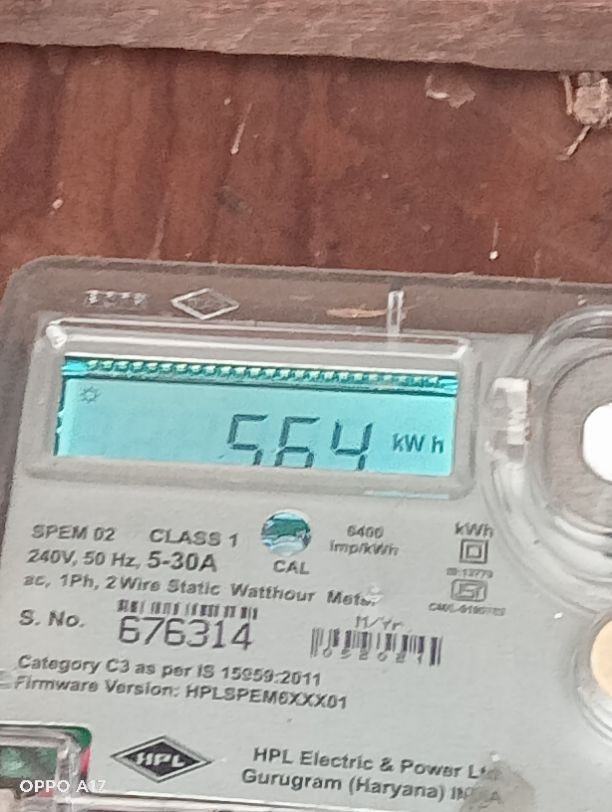 564 kWh
SPEM 02 CLASS 1
240V, 50 Hz, 5-30A
CAL
6400
imp/kWh
kWh
ac, 1Ph, 2 Wire Static Watthour Meter
S. No. 676314
M/Yr.
Category C3 as per IS 15959:2011
Firmware Version: HPLSPEM6XXX01
HPL
HPL Electric & Power
Gurugram (Haryana)
OPPO A17